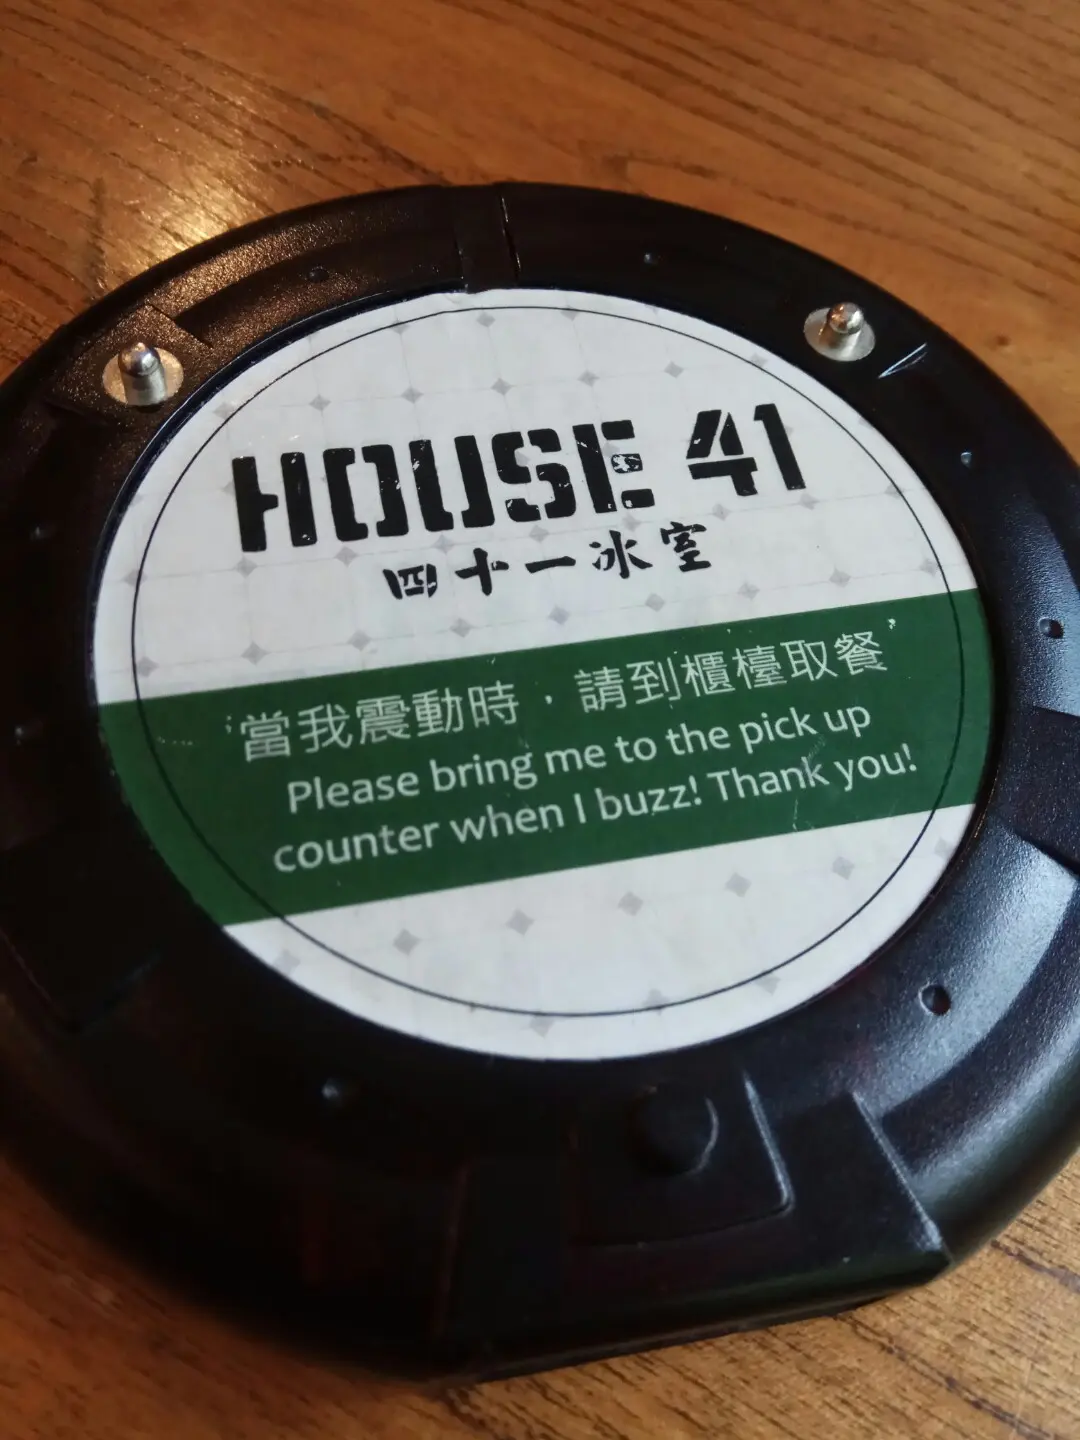 HOUSE 41
四十一冰室
當我震動時，請到櫃檯取餐
Please bring me to the pick up
counter when I buzz! Thank you!